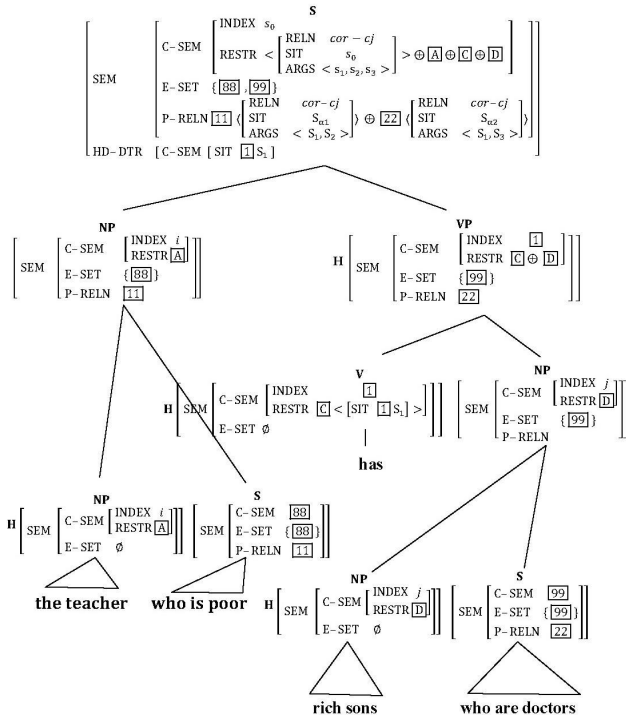 S
INDEX s₀
C-SEM
RELN cor-cj
RESTR < SIT s₀ > ⊕ A ⊕ C ⊕ D
ARGS < s₁, s₂, s₃ >
SEM
E-SET { 88 , 99 }
RELN cor-cj RELN cor-cj
P-RELN 11 ⟨ SIT Sα1 ⟩ ⊕ 22 ⟨ SIT Sα2 ⟩
ARGS < S₁, S₂ > ARGS < S₁, S₃ >
HD-DTR [C-SEM [ SIT 1 S₁ ]
NP
C-SEM INDEX i
RESTR A
SEM E-SET { 88 }
P-RELN 11
VP
C-SEM INDEX 1
RESTR C ⊕ D
H SEM E-SET { 99 }
P-RELN 22
V
INDEX 1
H SEM C-SEM RESTR C < [SIT 1 S₁] >
E-SET ∅
has
NP
C-SEM INDEX j
RESTR D
SEM E-SET { 99 }
P-RELN
NP
C-SEM INDEX i
H SEM RESTR A
E-SET ∅
the teacher
S
C-SEM 88
SEM E-SET { 88 }
P-RELN 11
who is poor
NP
C-SEM INDEX j
H SEM RESTR D
E-SET ∅
rich sons
S
C-SEM 99
SEM E-SET { 99 }
P-RELN 22
who are doctors